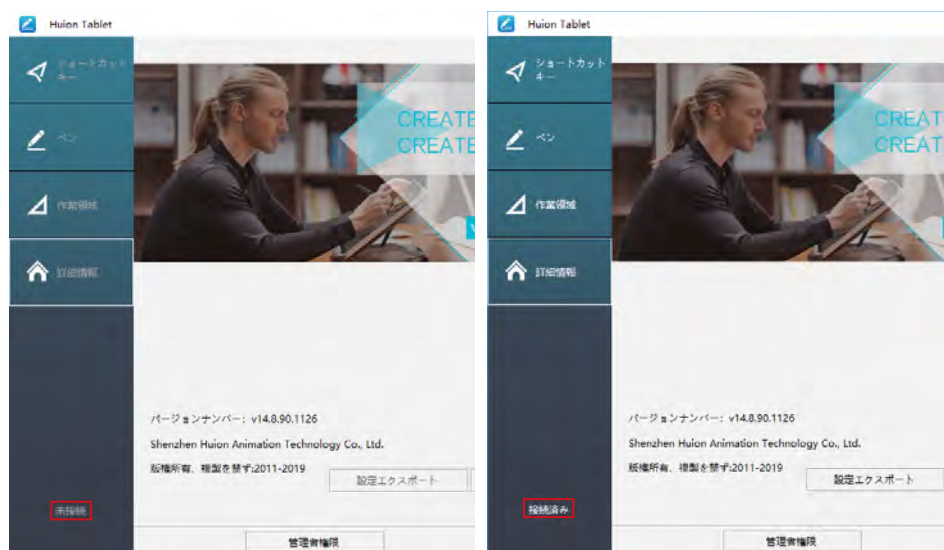 Huion Tablet
ショートカット
キー
ペン
作業領域
詳細情報
CREATE
CREATE
バージョンナンバー：v14.8.90.1126
Shenzhen Huion Animation Technology Co., Ltd.
版権所有、複製を禁ず:2011-2019
設定エクスポート
未接続
管理者権限
Huion Tablet
ショートカット
キー
ペン
作業領域
詳細情報
CREAT
CREAT
バージョンナンバー：v14.8.90.1126
Shenzhen Huion Animation Technology Co., Ltd.
版権所有、複製を禁ず:2011-2019
設定エクスポート
接続済み
管理者権限